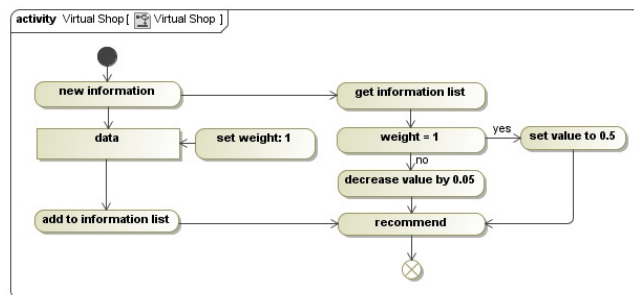 activity Virtual Shop [ Virtual Shop ]
new information
get information list
data
set weight: 1
weight = 1
yes
set value to 0.5
no
decrease value by 0.05
add to information list
recommend